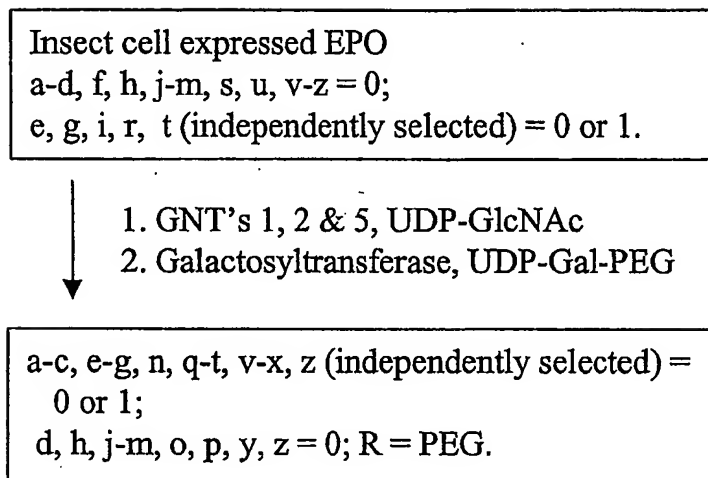 Insect cell expressed EPO
a-d, f, h, j-m, s, u, v-z = 0;
e, g, i, r, t (independently selected) = 0 or 1.
1. GNT's 1, 2 & 5, UDP-GlcNAc
2. Galactosyltransferase, UDP-Gal-PEG
a-c, e-g, n, q-t, v-x, z (independently selected) =
0 or 1;
d, h, j-m, o, p, y, z = 0; R = PEG.